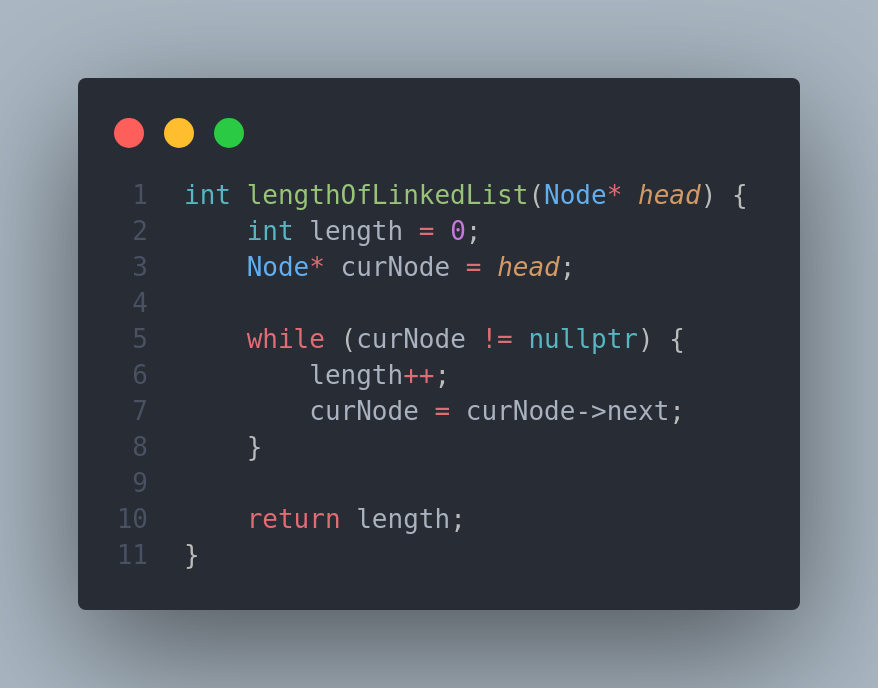 1 int lengthOfLinkedList(Node* head) {
2     int length = 0;
3     Node* curNode = head;
4
5     while (curNode != nullptr) {
6         length++;
7         curNode = curNode->next;
8     }
9
10     return length;
11 }